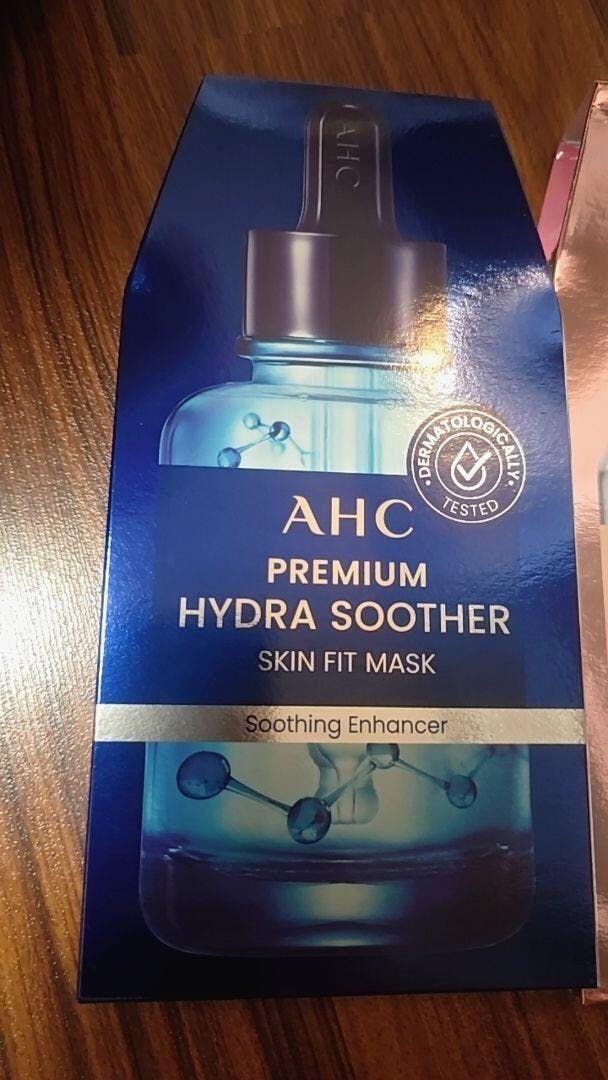 AHC
DERMATOLOGICALLY
TESTED
AHC
PREMIUM
HYDRA SOOTHER
SKIN FIT MASK
Soothing Enhancer